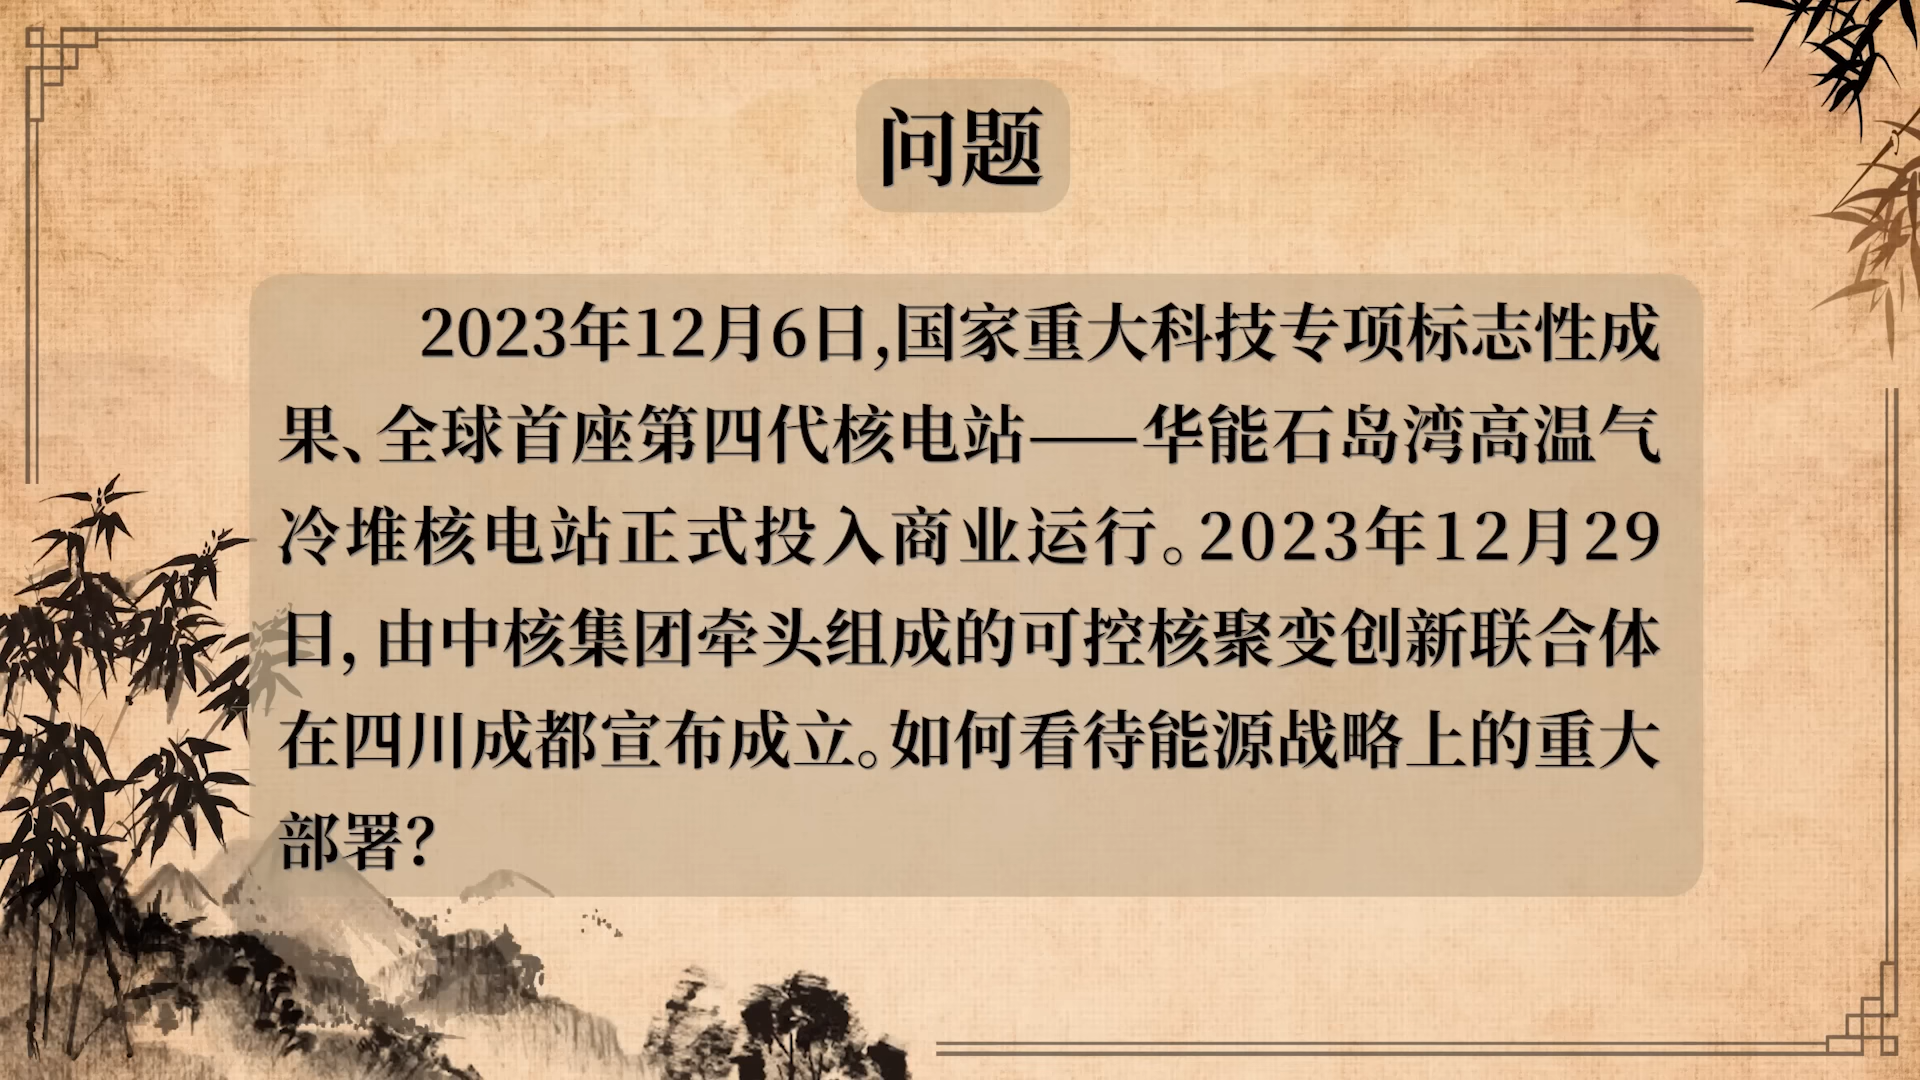 问题
2023年12月6日,国家重大科技专项标志性成
果、全球首座第四代核电站——华能石岛湾高温气
冷堆核电站正式投入商业运行。2023年12月29
日,由中核集团牵头组成的可控核聚变创新联合体
在四川成都宣布成立。如何看待能源战略上的重大
部署?